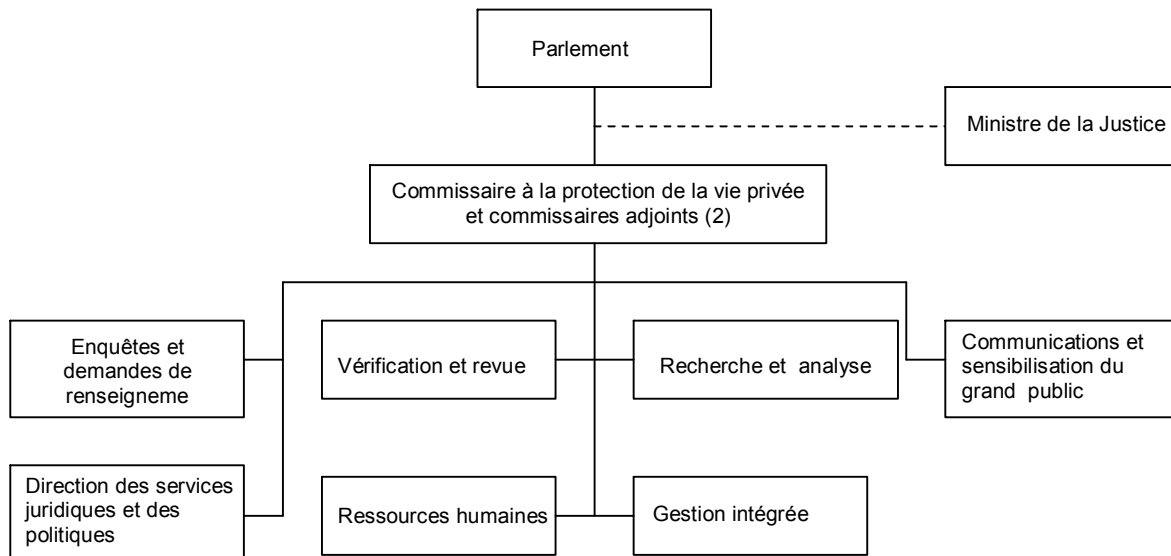 Parlement
Ministre de la Justice
Commissaire à la protection de la vie privée
et commissaires adjoints (2)
Enquêtes et
demandes de
renseigneme
Vérification et revue
Recherche et analyse
Communications et
sensibilisation du
grand public
Direction des services
juridiques et des
politiques
Ressources humaines
Gestion intégrée